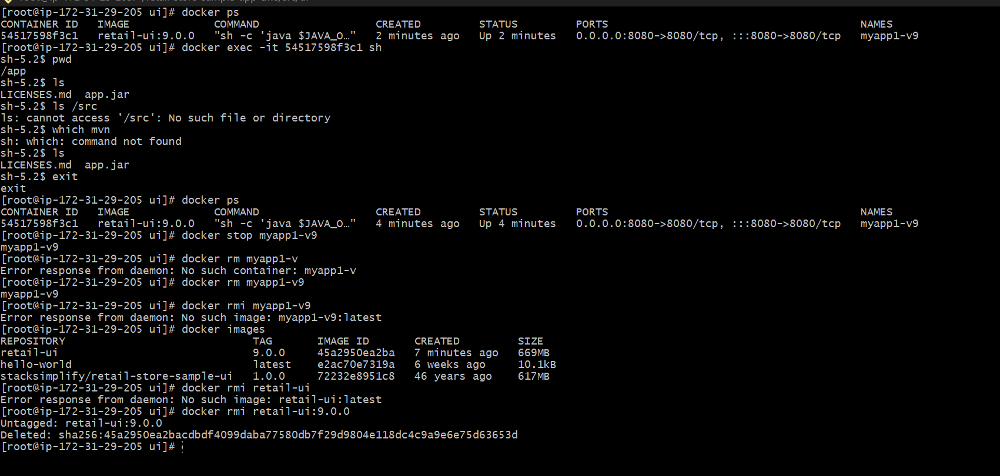 [root@ip-172-31-29-205 ui]# docker ps
CONTAINER ID   IMAGE             COMMAND                  CREATED         STATUS         PORTS                                       NAMES
54517598f3c1   retail-ui:9.0.0   "sh -c 'java $JAVA_O…"   2 minutes ago   Up 2 minutes   0.0.0.0:8080->8080/tcp, :::8080->8080/tcp   myapp1-v9
[root@ip-172-31-29-205 ui]# docker exec -it 54517598f3c1 sh
sh-5.2$ pwd
/app
sh-5.2$ ls
LICENSES.md  app.jar
sh-5.2$ ls /src
ls: cannot access '/src': No such file or directory
sh-5.2$ which mvn
sh: which: command not found
sh-5.2$ ls
LICENSES.md  app.jar
sh-5.2$ exit
exit
[root@ip-172-31-29-205 ui]# docker ps
CONTAINER ID   IMAGE             COMMAND                  CREATED         STATUS         PORTS                                       NAMES
54517598f3c1   retail-ui:9.0.0   "sh -c 'java $JAVA_O…"   4 minutes ago   Up 4 minutes   0.0.0.0:8080->8080/tcp, :::8080->8080/tcp   myapp1-v9
[root@ip-172-31-29-205 ui]# docker stop myapp1-v9
myapp1-v9
[root@ip-172-31-29-205 ui]# docker rm myapp1-v
Error response from daemon: No such container: myapp1-v
[root@ip-172-31-29-205 ui]# docker rm myapp1-v9
myapp1-v9
[root@ip-172-31-29-205 ui]# docker rmi myapp1-v9
Error response from daemon: No such image: myapp1-v9:latest
[root@ip-172-31-29-205 ui]# docker images
REPOSITORY                             TAG       IMAGE ID       CREATED         SIZE
retail-ui                              9.0.0     45a2950ea2ba   7 minutes ago   669MB
hello-world                            latest    e2ac70e7319a   6 weeks ago     10.1kB
stacksimplify/retail-store-sample-ui   1.0.0     72232e8951c8   46 years ago    617MB
[root@ip-172-31-29-205 ui]# docker rmi retail-ui
Error response from daemon: No such image: retail-ui:latest
[root@ip-172-31-29-205 ui]# docker rmi retail-ui:9.0.0
Untagged: retail-ui:9.0.0
Deleted: sha256:45a2950ea2bacdbdf4099daba77580db7f29d9804e118dc4c9a9e6e75d63653d
[root@ip-172-31-29-205 ui]#